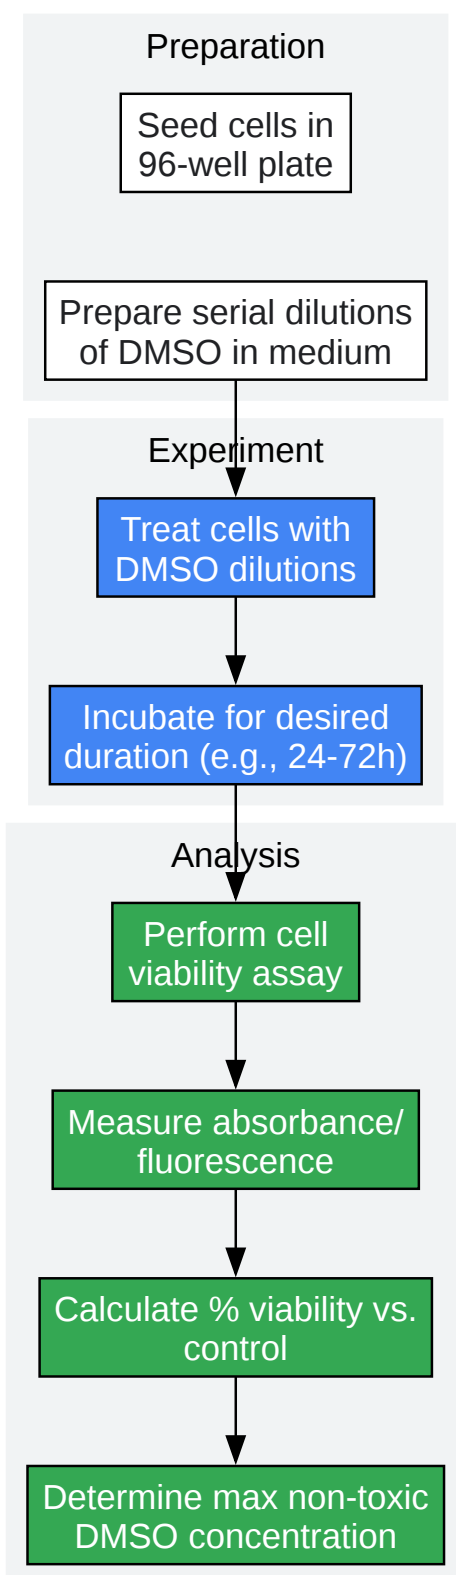 Preparation
Seed cells in
96-well plate
Prepare serial dilutions
of DMSO in medium
Experiment
Treat cells with
DMSO dilutions
Incubate for desired
duration (e.g., 24-72h)
Analysis
Perform cell
viability assay
Measure absorbance/
fluorescence
Calculate % viability vs.
control
Determine max non-toxic
DMSO concentration